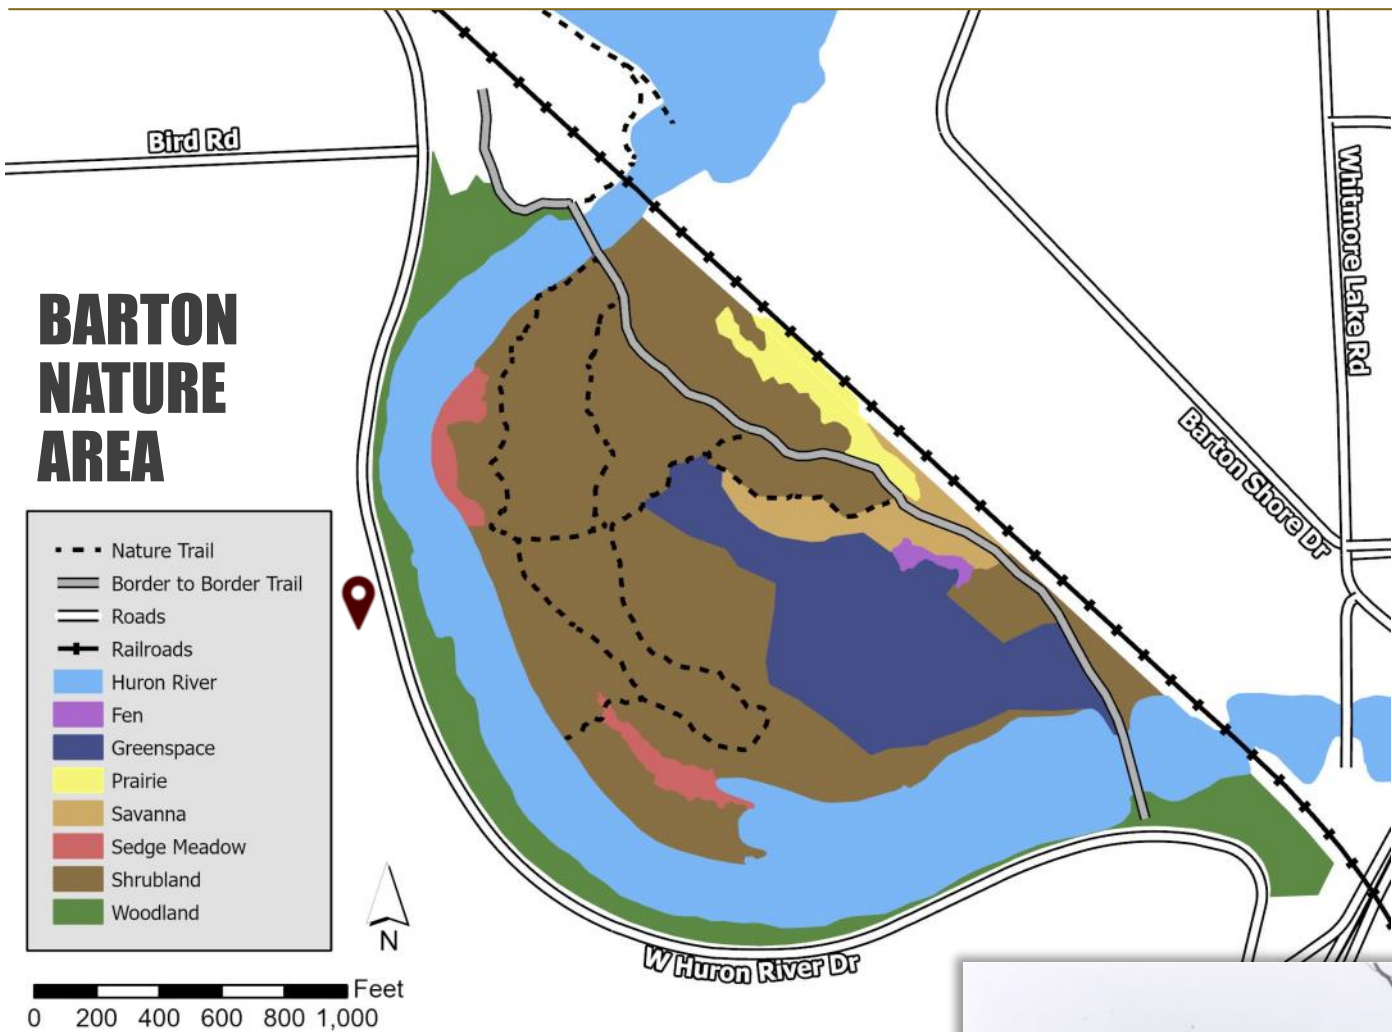 Bird Rd
Whitmore Lake Rd
BARTON
NATURE
AREA
Barton Shore Dr
Nature Trail
Border to Border Trail
Roads
Railroads
Huron River
Fen
Greenspace
Prairie
Savanna
Sedge Meadow
Shrubland
Woodland
N
W Huron River Dr
Feet
0 200 400 600 800 1,000